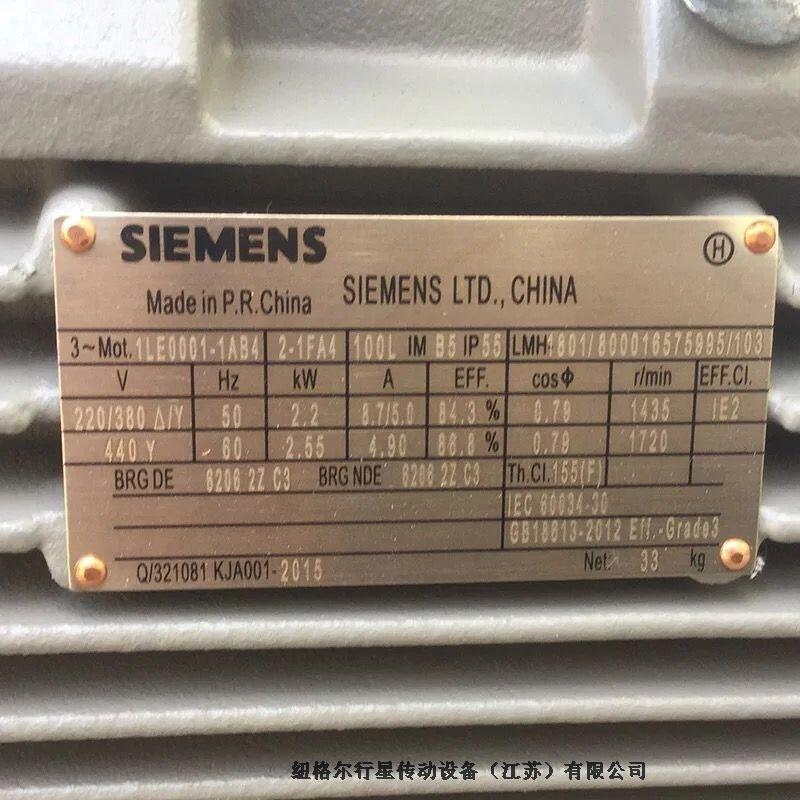 SIEMENS
H
Made in P.R.China SIEMENS LTD., CHINA
3~Mot. 1LE0001-1AB4 2-1FA4 100L IM B5 IP55 LMH-1801/800016575995/103
V Hz kW A EFF. cosΦ r/min EFF.Cl.
220/380 Δ/Y 50 2.2 8.7/5.0 84.3 % 0.79 1435 IE2
440 Y 60 2.55 4.90 86.8 % 0.79 1720
BRG DE 6206 2Z C3 BRG NDE 6206 2Z C3 Th.Cl.155(F)
IEC 60034-30
GB18613-2012 Eff.-Grade3
Q/321081 KJA001-2015 Net: 33 kg
纽格尔行星传动设备（江苏）有限公司